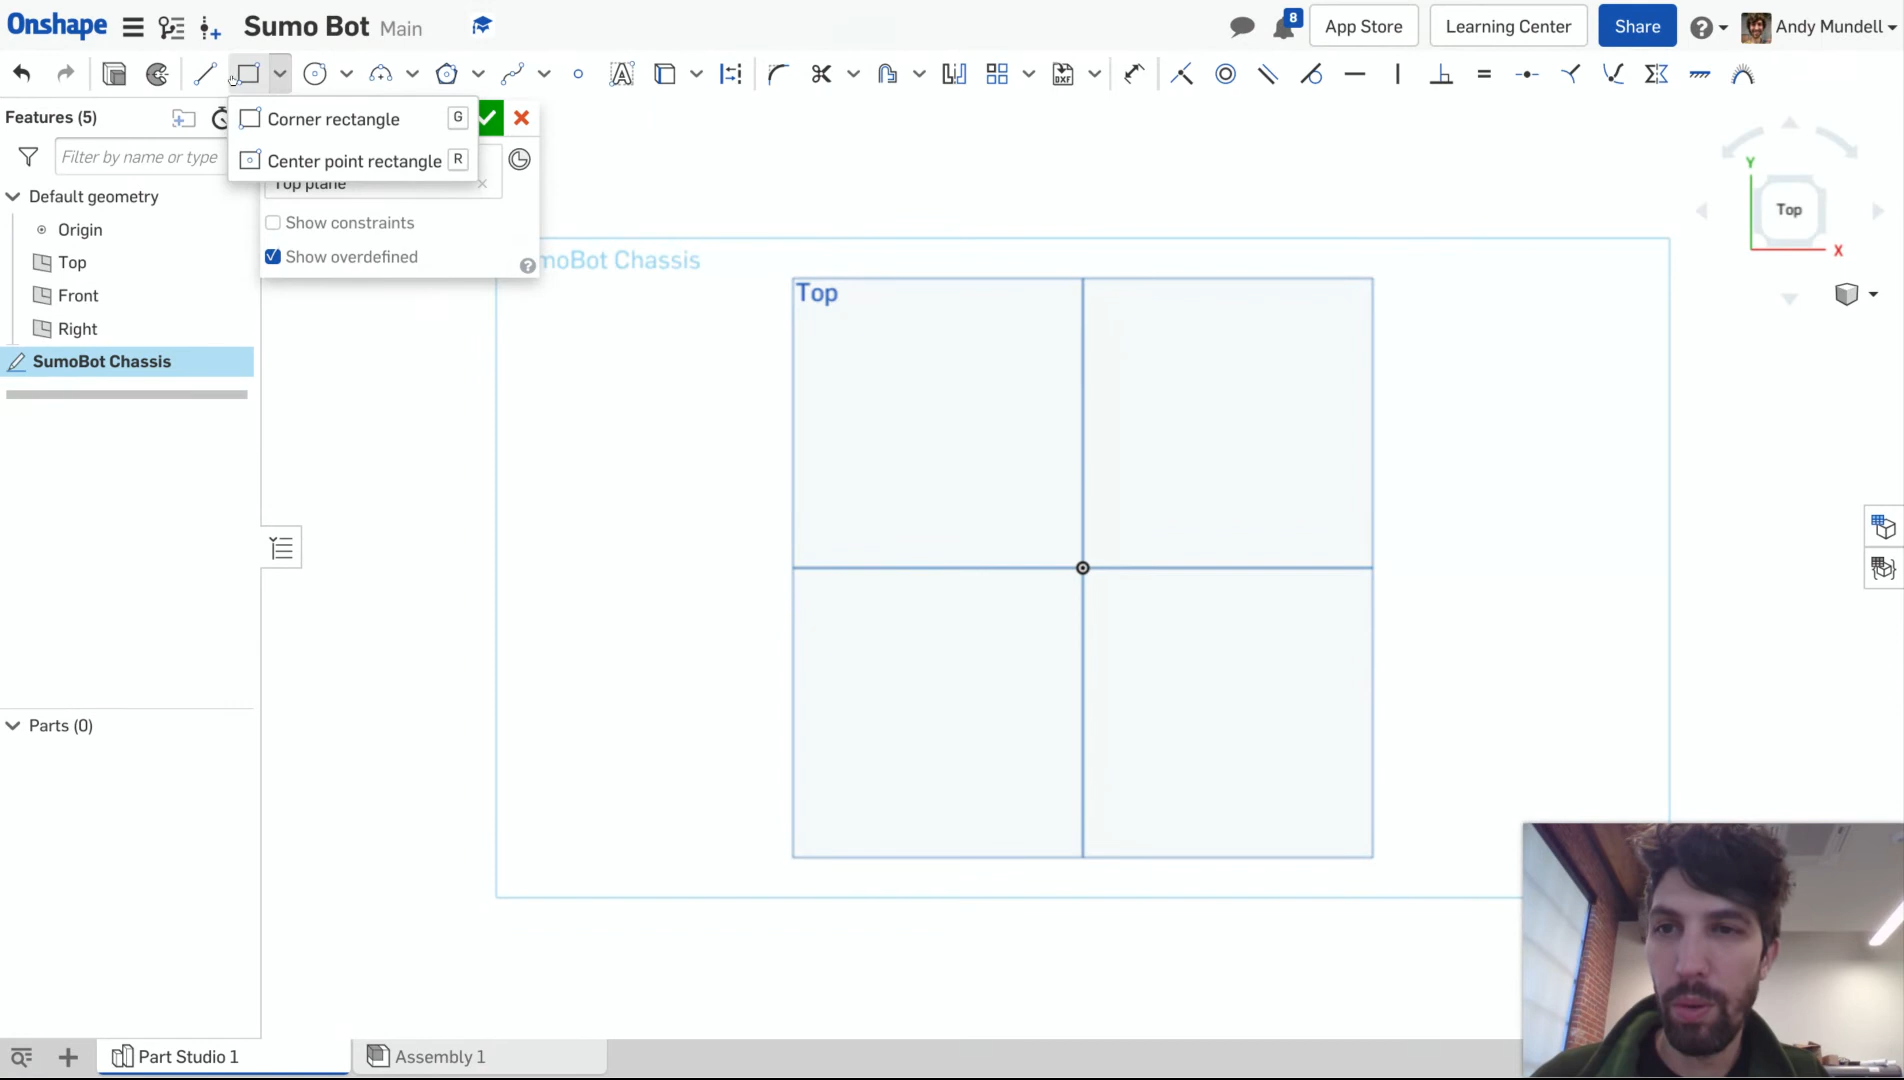 Onshape
Sumo Bot Main
8
App Store
Learning Center
Share
Andy Mundell
Features (5)
Corner rectangle G
Filter by name or type
Center point rectangle R
Top plane
Default geometry
Origin
Show constraints
Top
Show overdefined
Front
Right
SumoBot Chassis
moBot Chassis
Top
Y
Top
X
Parts (0)
Part Studio 1
Assembly 1